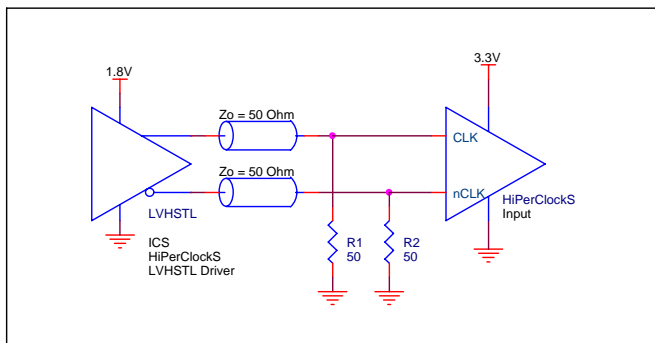 1.8V
3.3V
Zo = 50 Ohm
CLK
Zo = 50 Ohm
nCLK
HiPerClockS
Input
LVHSTL
ICS
HiPerClockS
LVHSTL Driver
R1
50
R2
50